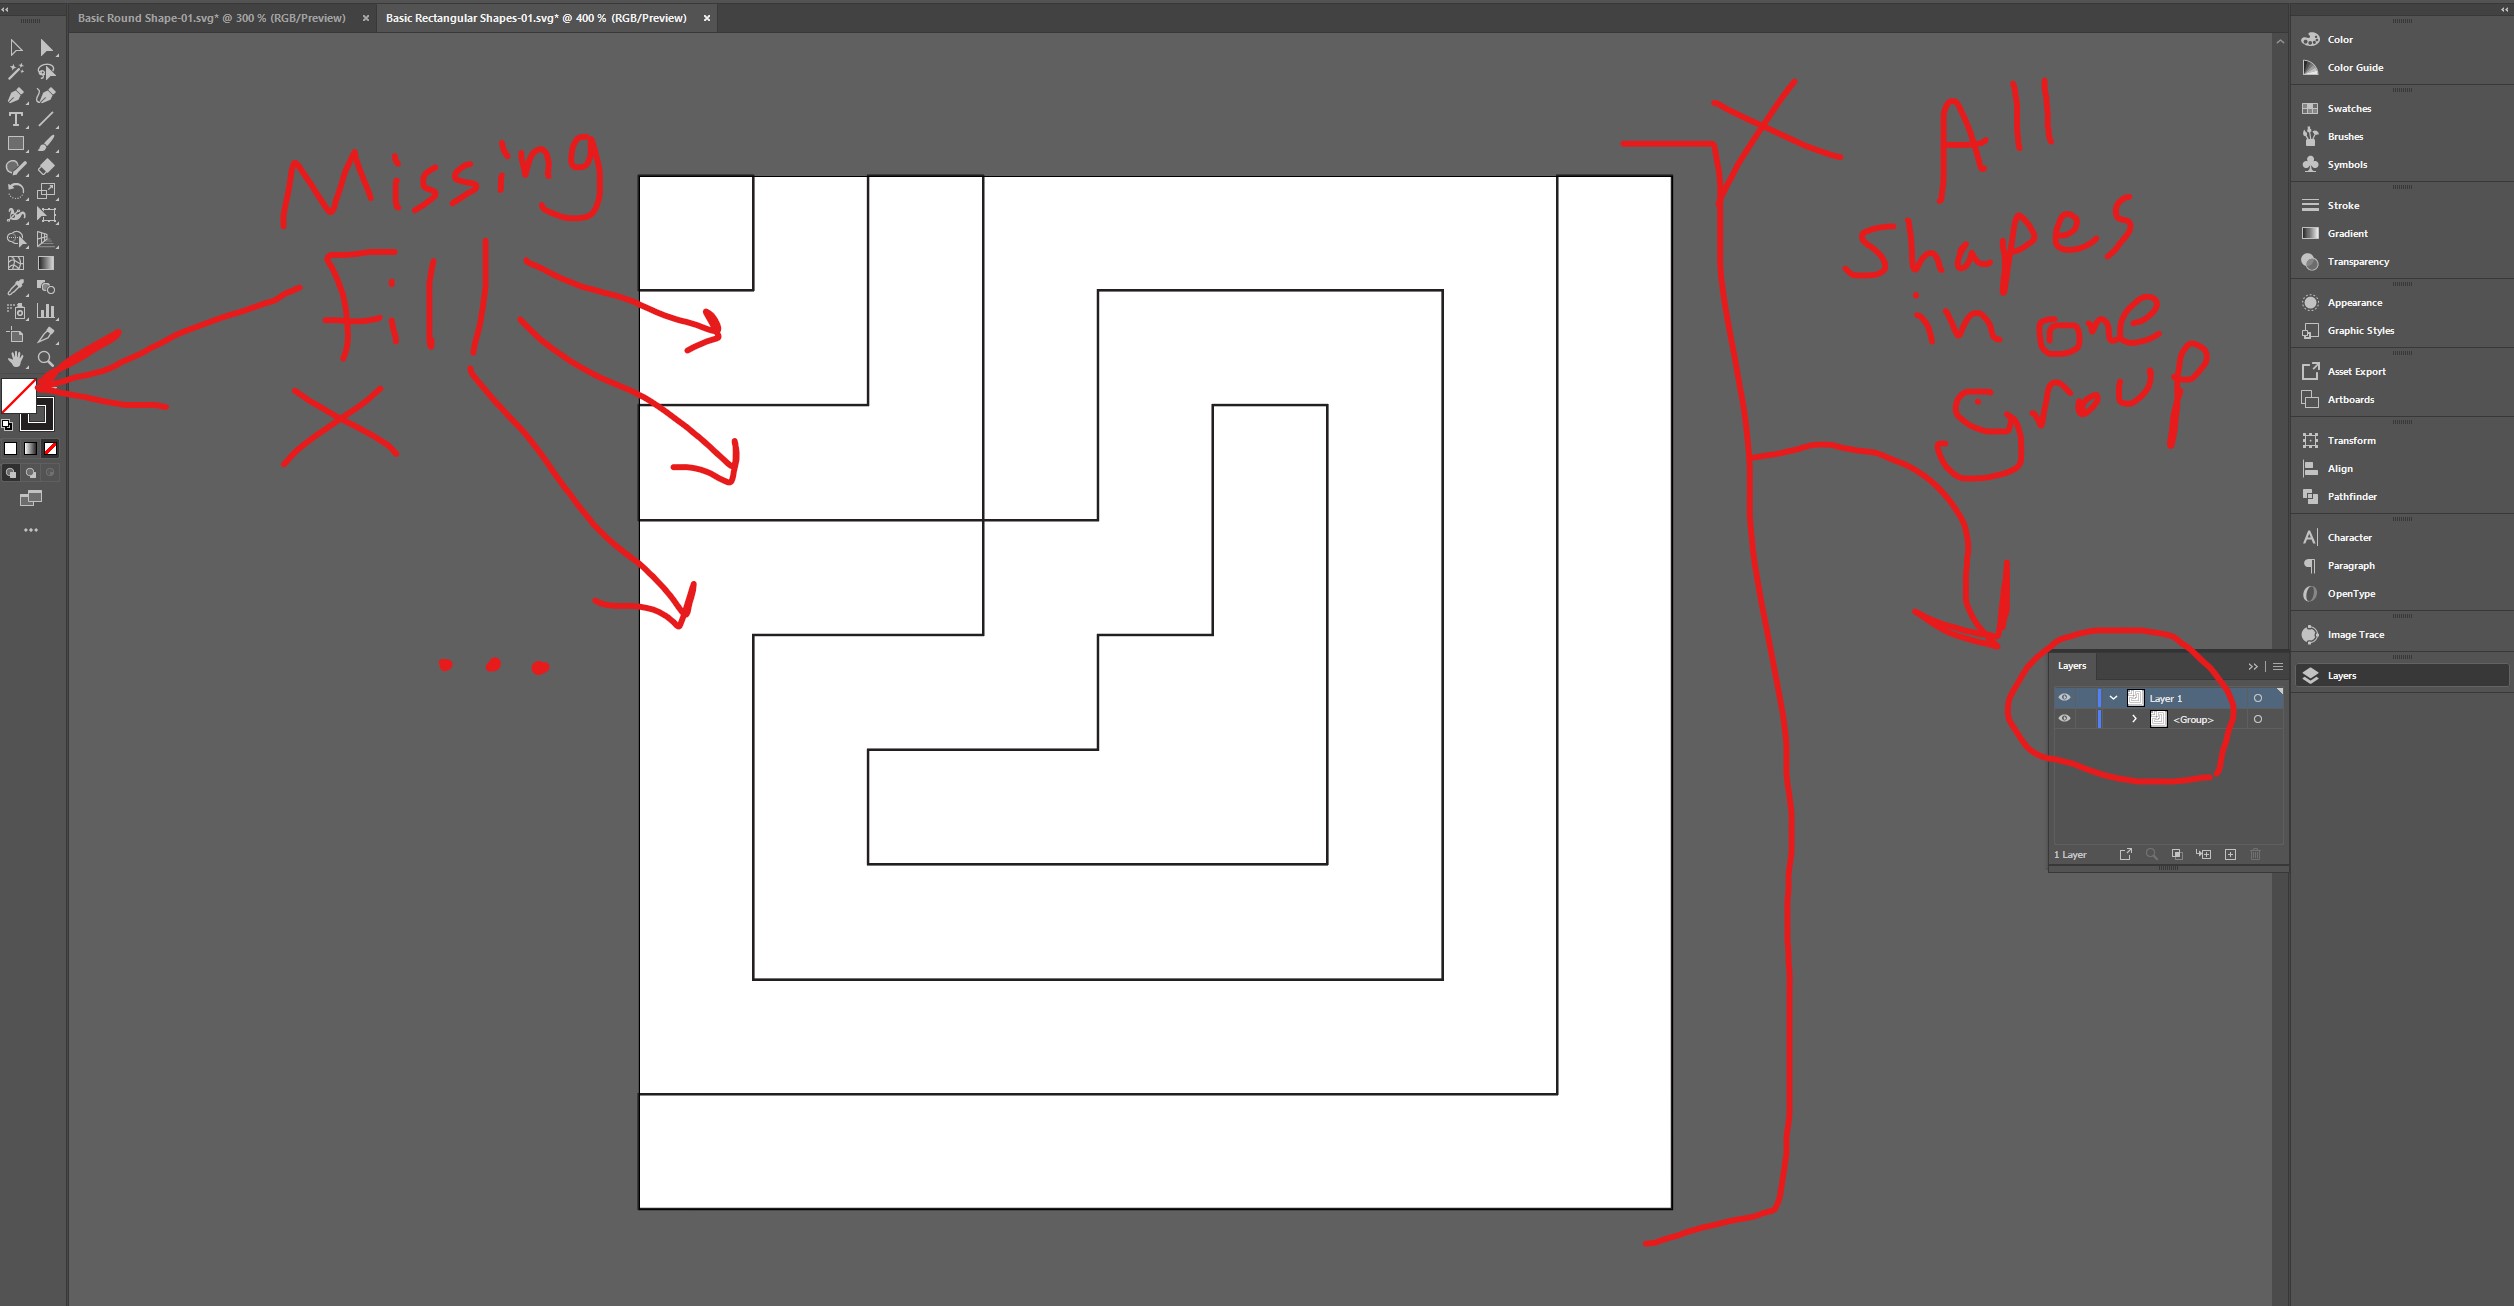 Basic Round Shape-01.svg* @ 300 % (RGB/Preview) × Basic Rectangular Shapes-01.svg* @ 400 % (RGB/Preview) ×
Missing
Fill
X
...
X All
shapes
in one
group
Color
Color Guide
Swatches
Brushes
Symbols
Stroke
Gradient
Transparency
Appearance
Graphic Styles
Asset Export
Artboards
Transform
Align
Pathfinder
Character
Paragraph
OpenType
Image Trace
Layers
Layers
Layer 1
<Group>
1 Layer